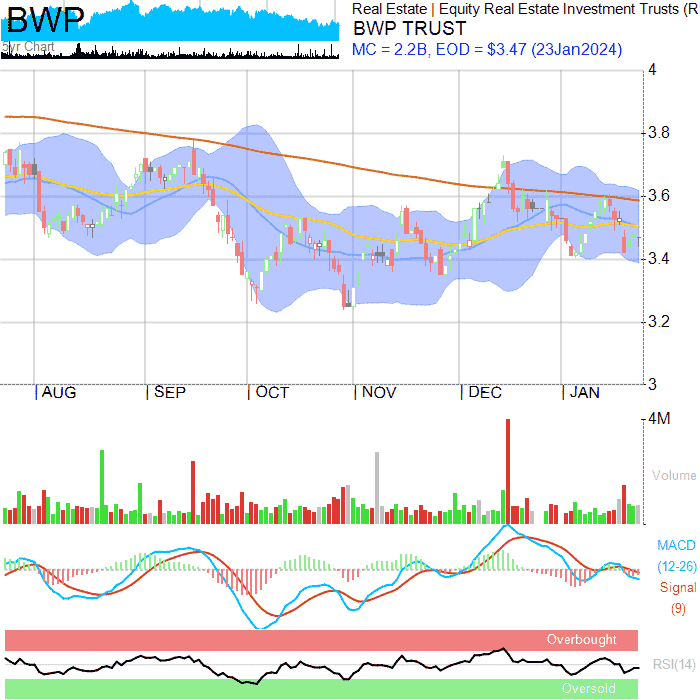 BWP
5yr Chart
Real Estate | Equity Real Estate Investment Trusts (R
BWP TRUST
MC = 2.2B, EOD = $3.47 (23Jan2024)
4
3.8
3.6
3.4
3.2
3
|AUG |SEP |OCT |NOV |DEC |JAN
4M
Volume
MACD
(12-26)
Signal
(9)
Overbought
RSI(14)
Oversold